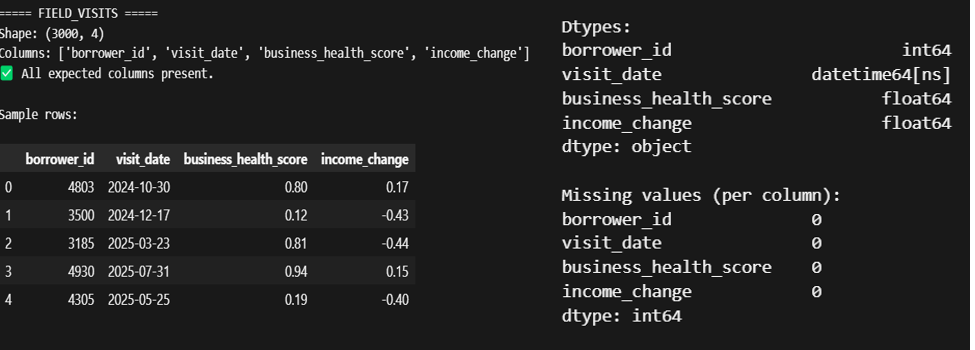 ===== FIELD_VISITS =====
Shape: (3000, 4)
Columns: ['borrower_id', 'visit_date', 'business_health_score', 'income_change']
✅ All expected columns present.
Sample rows:
borrower_id visit_date business_health_score income_change
0 4803 2024-10-30 0.80 0.17
1 3500 2024-12-17 0.12 -0.43
2 3185 2025-03-23 0.81 -0.44
3 4930 2025-07-31 0.94 0.15
4 4305 2025-05-25 0.19 -0.40
Dtypes:
borrower_id int64
visit_date datetime64[ns]
business_health_score float64
income_change float64
dtype: object
Missing values (per column):
borrower_id 0
visit_date 0
business_health_score 0
income_change 0
dtype: int64